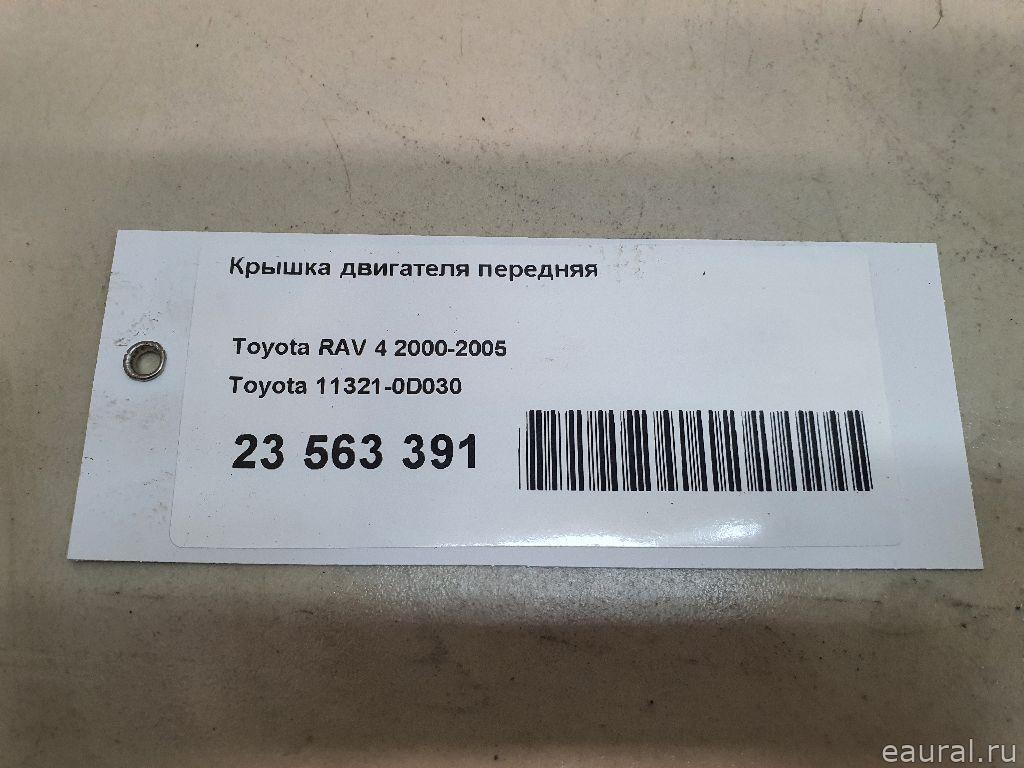 Крышка двигателя передняя
Toyota RAV 4 2000-2005
Toyota 11321-0D030
23 563 391
eaural.ru